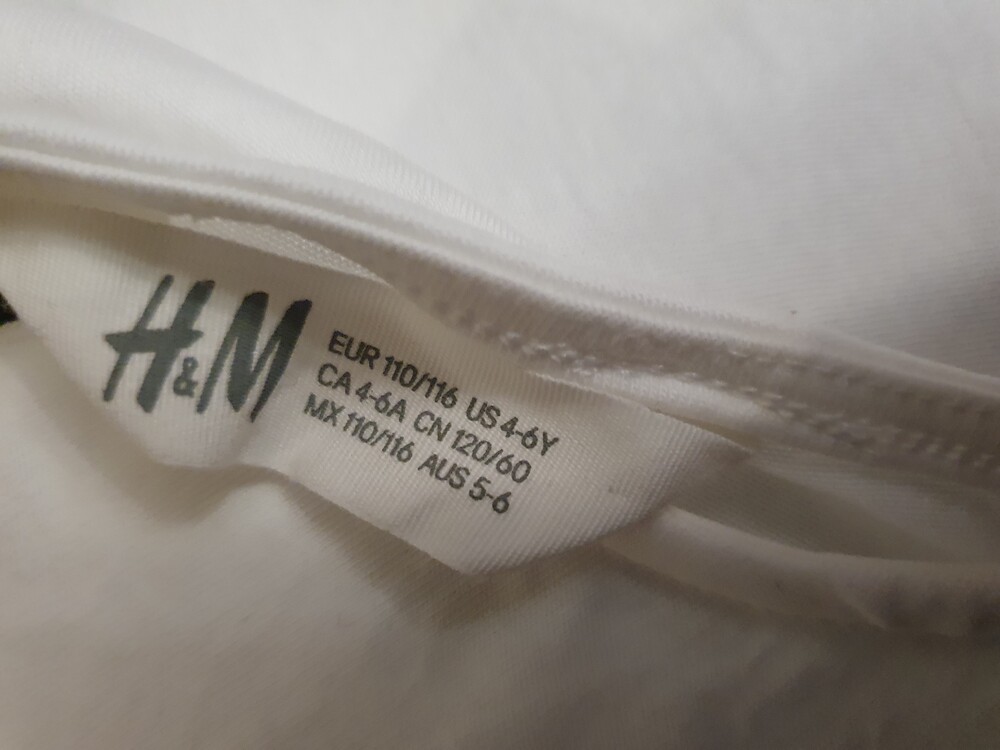 H&M
EUR 110/116 US 4-6Y
CA 4-6A CN 120/60
MX 110/116 AUS 5-6